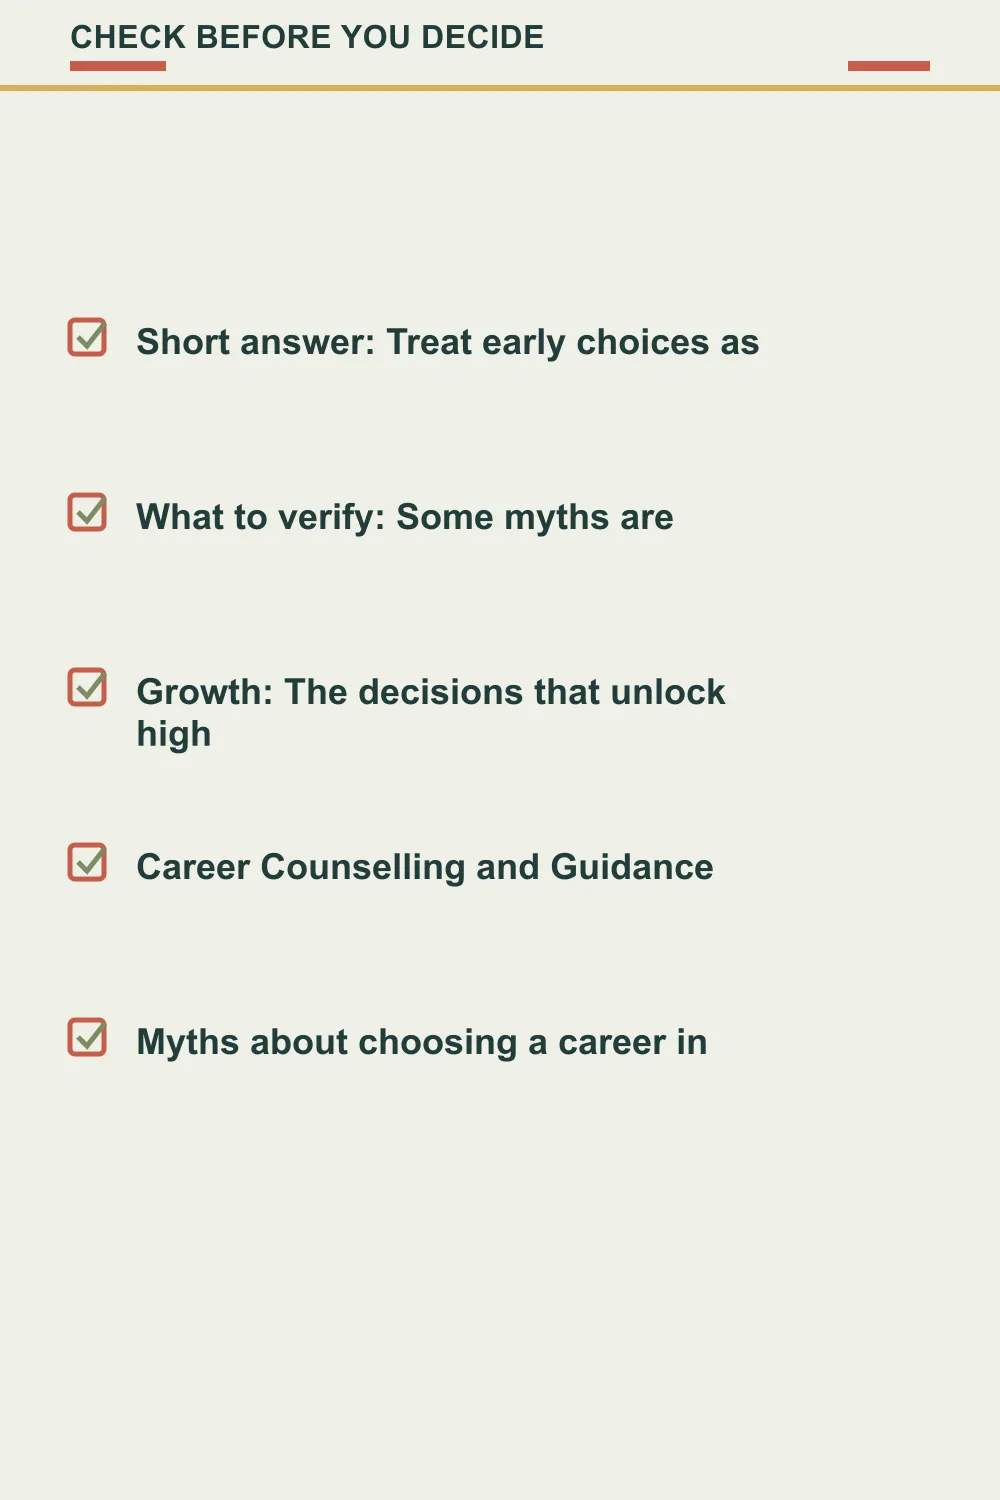 CHECK BEFORE YOU DECIDE
Short answer: Treat early choices as
What to verify: Some myths are
Growth: The decisions that unlock
high
Career Counselling and Guidance
Myths about choosing a career in